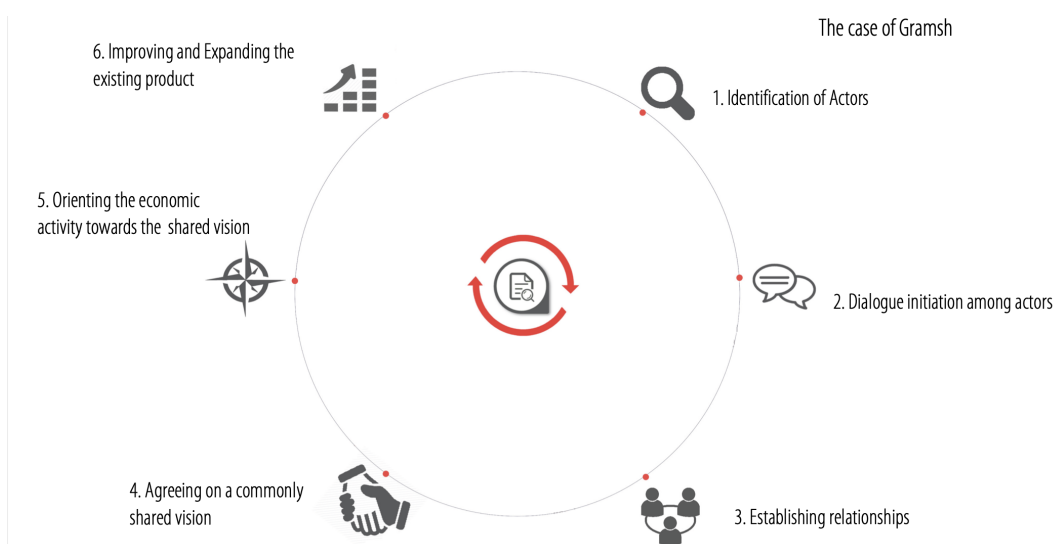 The case of Gramsh
1. Identification of Actors
2. Dialogue initiation among actors
3. Establishing relationships
4. Agreeing on a commonly
shared vision
5. Orienting the economic
activity towards the shared vision
6. Improving and Expanding the
existing product